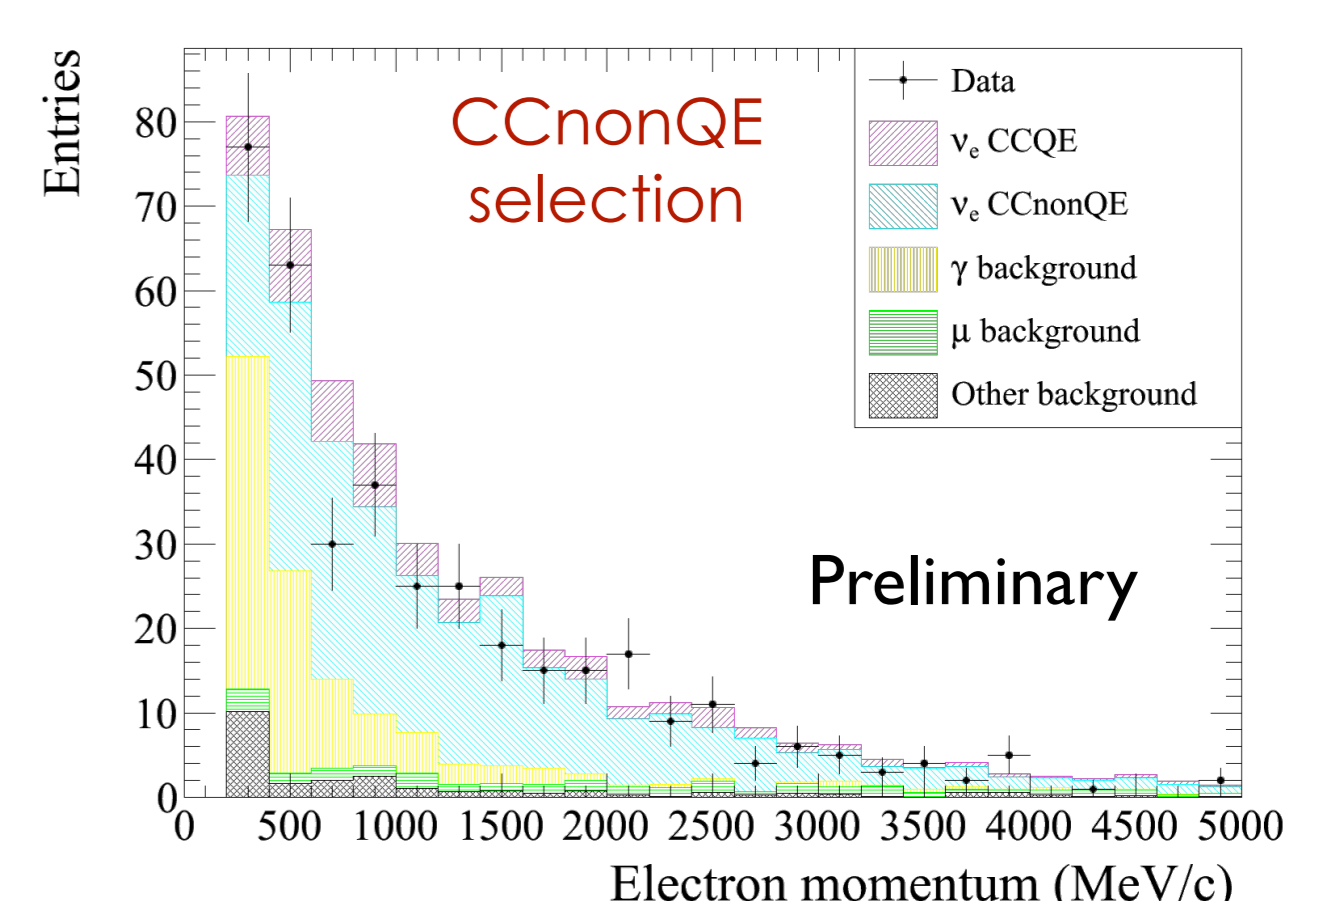 Entries
80
70
60
50
40
30
20
10
0
CCnonQE
selection
Data
νe CCQE
νe CCnonQE
γ background
μ background
Other background
Preliminary
0 500 1000 1500 2000 2500 3000 3500 4000 4500 5000
Electron momentum (MeV/c)